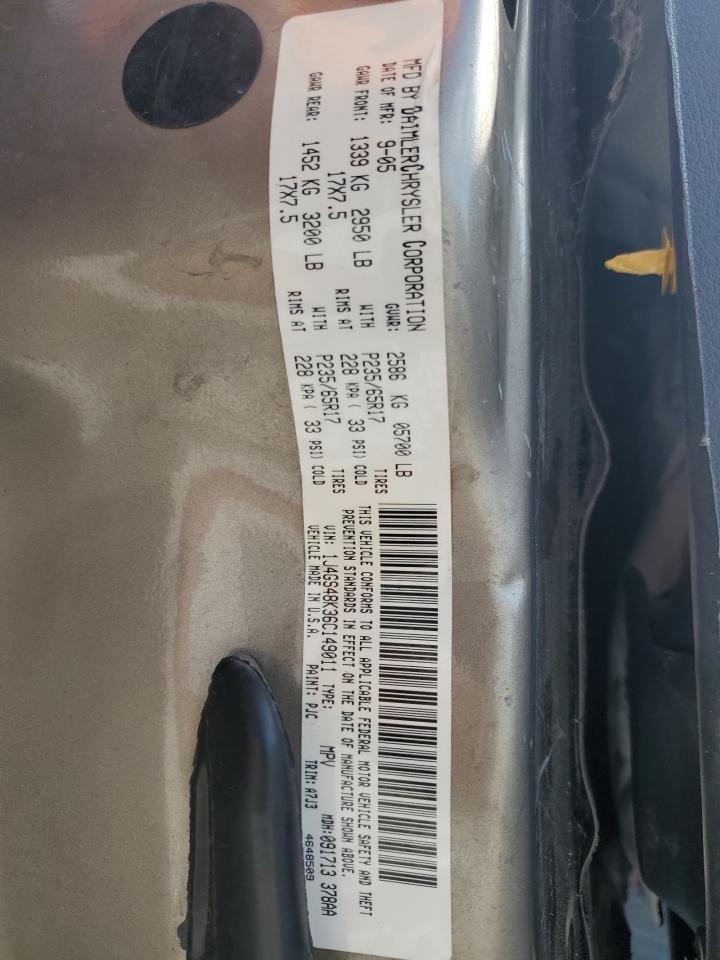 MFD BY DAIMLERCHRYSLER CORPORATION
DATE OF MFR: 9-05 GVWR: 2586 KG 05700 LB
GAWR FRONT: 1339 KG 2950 LB WITH P235/65R17 TIRES
17X7.5 RIMS AT 228 KPA ( 33 PSI) COLD
GAWR REAR: 1452 KG 3200 LB WITH P235/65R17 TIRES
17X7.5 RIMS AT 228 KPA ( 33 PSI) COLD
THIS VEHICLE CONFORMS TO ALL APPLICABLE FEDERAL MOTOR VEHICLE SAFETY AND THEFT
PREVENTION STANDARDS IN EFFECT ON THE DATE OF MANUFACTURE SHOWN ABOVE.
VIN: 1J4GS48K36C149011 TYPE: MPV MDH:091713 378AA
VEHICLE MADE IN U.S.A. PAINT: PJC TRIM: A7J3 4648509